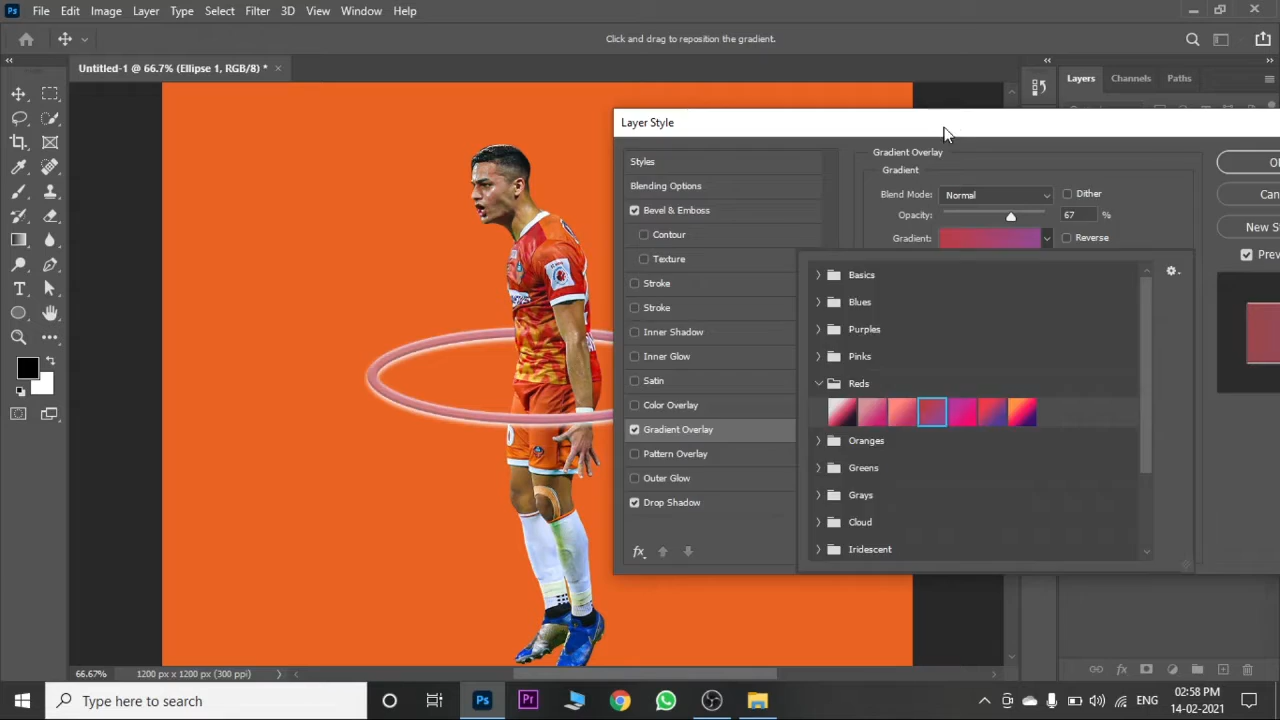 Ps File Edit Image Layer Type Select Filter 3D View Window Help
Click and drag to reposition the gradient.
Untitled-1 @ 66.7% (Ellipse 1, RGB/8) *
Layers Channels Paths
Layer Style
Styles
Blending Options
Bevel & Emboss
Contour
Texture
Stroke
Stroke
Inner Shadow
Inner Glow
Satin
Color Overlay
Gradient Overlay
Pattern Overlay
Outer Glow
Drop Shadow
fx
Gradient Overlay
Gradient
Blend Mode: Normal Dither
Opacity: 67 %
Gradient: Reverse
Basics
Blues
Purples
Pinks
Reds
Oranges
Greens
Grays
Cloud
Iridescent
New S
Prev
fx
66.67% 1200 px x 1200 px (300 ppi)
Type here to search
Ps Pr
ENG
02:58 PM
14-02-2021